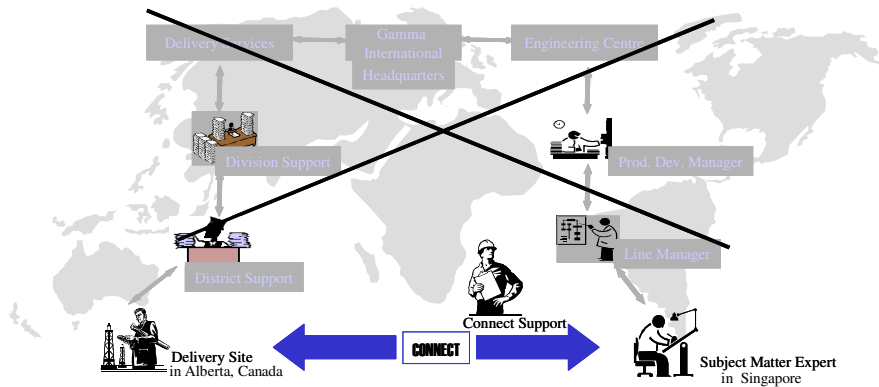 Delivery Services
Gamma
International
Headquarters
Engineering Centre
Division Support
Prod. Dev. Manager
District Support
Line Manager
Connect Support
CONNECT
Delivery Site
in Alberta, Canada
Subject Matter Expert
in Singapore